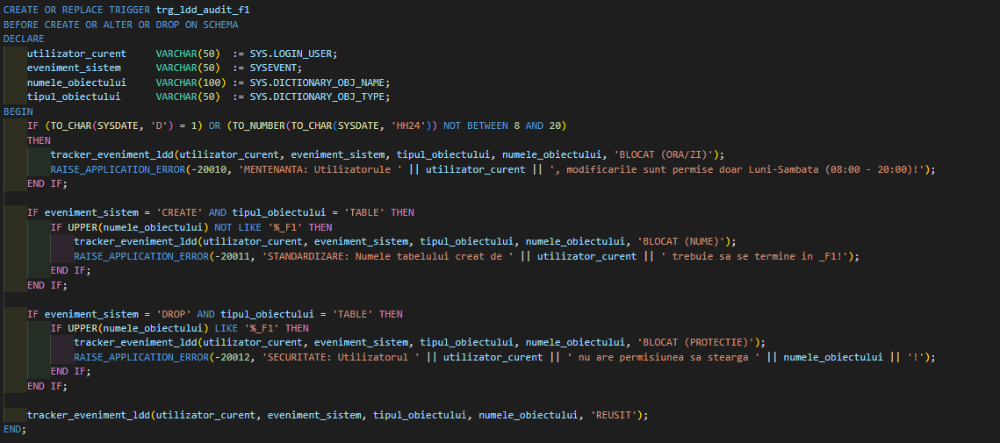 CREATE OR REPLACE TRIGGER trg_ldd_audit_f1
BEFORE CREATE OR ALTER OR DROP ON SCHEMA
DECLARE
    utilizator_curent     VARCHAR(50)  := SYS.LOGIN_USER;
    eveniment_sistem      VARCHAR(50)  := SYSEVENT;
    numele_obiectului     VARCHAR(100) := SYS.DICTIONARY_OBJ_NAME;
    tipul_obiectului      VARCHAR(50)  := SYS.DICTIONARY_OBJ_TYPE;
BEGIN
    IF (TO_CHAR(SYSDATE, 'D') = 1) OR (TO_NUMBER(TO_CHAR(SYSDATE, 'HH24')) NOT BETWEEN 8 AND 20)
    THEN
        tracker_eveniment_ldd(utilizator_curent, eveniment_sistem, tipul_obiectului, numele_obiectului, 'BLOCAT (ORA/ZI)');
        RAISE_APPLICATION_ERROR(-20010, 'MENTENANTA: Utilizatorule ' || utilizator_curent || ', modificarile sunt permise doar Luni-Sambata (08:00 - 20:00)!');
    END IF;

    IF eveniment_sistem = 'CREATE' AND tipul_obiectului = 'TABLE' THEN
        IF UPPER(numele_obiectului) NOT LIKE '%_F1' THEN
            tracker_eveniment_ldd(utilizator_curent, eveniment_sistem, tipul_obiectului, numele_obiectului, 'BLOCAT (NUME)');
            RAISE_APPLICATION_ERROR(-20011, 'STANDARDIZARE: Numele tabelului creat de ' || utilizator_curent || ' trebuie sa se termine in _F1!');
        END IF;
    END IF;

    IF eveniment_sistem = 'DROP' AND tipul_obiectului = 'TABLE' THEN
        IF UPPER(numele_obiectului) LIKE '%_F1' THEN
            tracker_eveniment_ldd(utilizator_curent, eveniment_sistem, tipul_obiectului, numele_obiectului, 'BLOCAT (PROTECTIE)');
            RAISE_APPLICATION_ERROR(-20012, 'SECURITATE: Utilizatorul ' || utilizator_curent || ' nu are permisiunea sa stearga ' || numele_obiectului || '!');
        END IF;
    END IF;

    tracker_eveniment_ldd(utilizator_curent, eveniment_sistem, tipul_obiectului, numele_obiectului, 'REUSIT');
END;